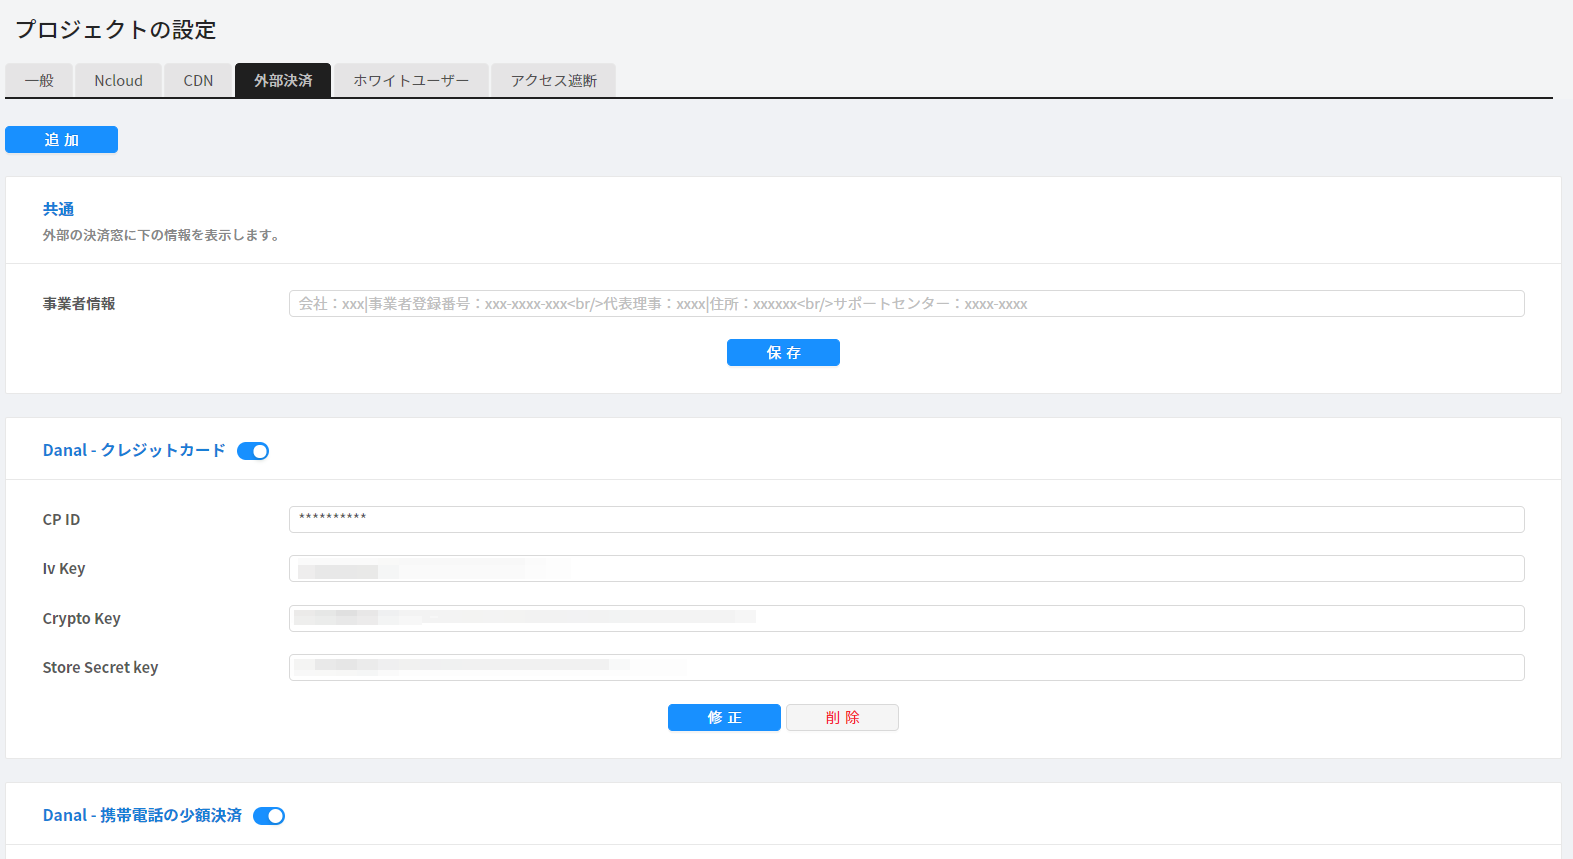 プロジェクトの設定
一般 Ncloud CDN 外部決済 ホワイトユーザー アクセス遮断
追 加
共通
外部の決済窓に下の情報を表示します。
事業者情報 会社：xxx|事業者登録番号：xxx-xxxx-xxx<br/>代表理事：xxxx|住所：xxxxxx<br/>サポートセンター：xxxx-xxxx
保 存
Danal - クレジットカード
CP ID **********
Iv Key
Crypto Key
Store Secret key
修 正 削 除
Danal - 携帯電話の少額決済